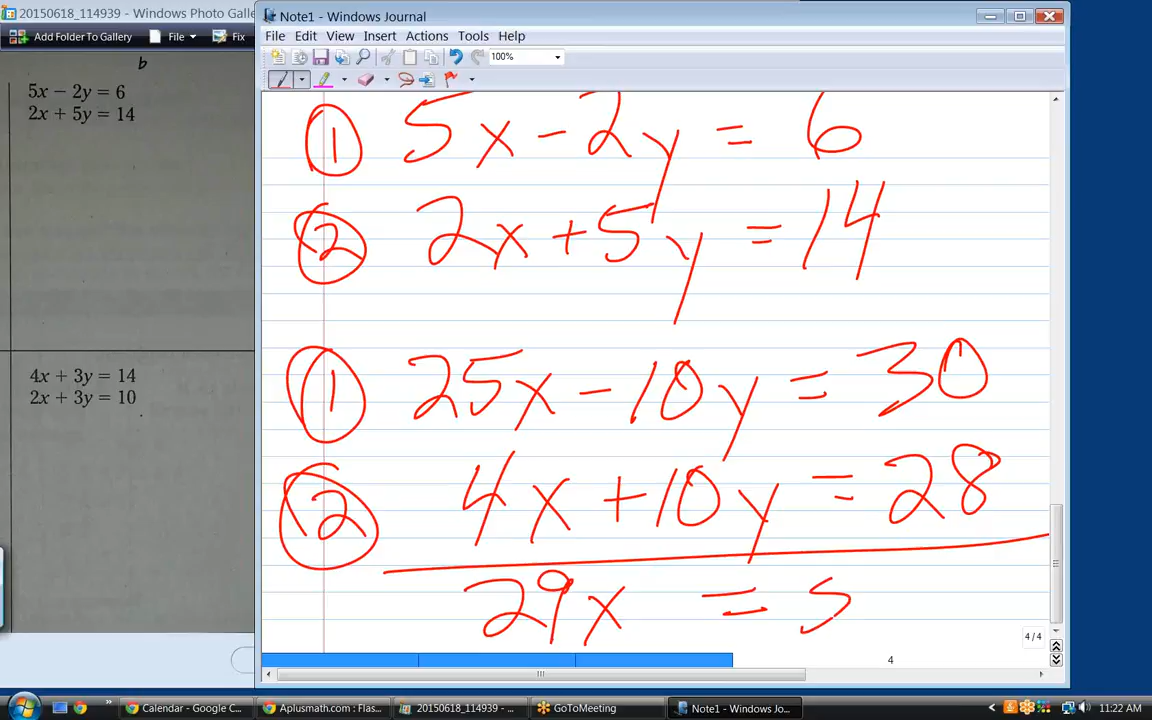 20150618_114939 - Windows Photo Galle
Add Folder To Gallery File Fix
b
5x − 2y = 6
2x + 5y = 14
4x + 3y = 14
2x + 3y = 10
Note1 - Windows Journal
File Edit View Insert Actions Tools Help
100%
① 5x - 2y = 6
② 2x + 5y = 14
① 25x - 10y = 30
② 4x + 10y = 28
29x = 5
4 / 4
4
Calendar - Google C... Aplusmath.com : Flas... 20150618_114939 - ... GoToMeeting Note1 - Windows Jo... 11:22 AM